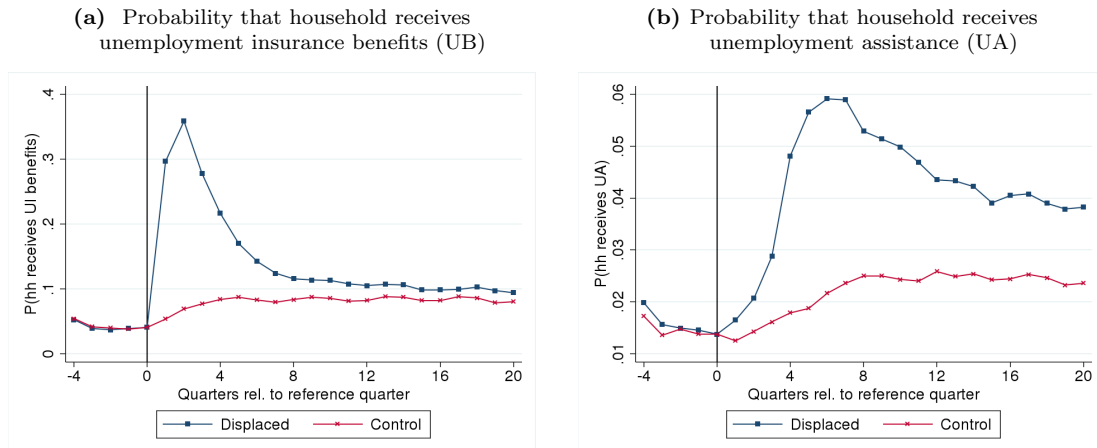 (a) Probability that household receives
unemployment insurance benefits (UB)
P(hh receives UI benefits)
.4
.3
.2
.1
0
-4 0 4 8 12 16 20
Quarters rel. to reference quarter
Displaced Control
(b) Probability that household receives
unemployment assistance (UA)
P(hh receives UA)
.06
.05
.04
.03
.02
.01
-4 0 4 8 12 16 20
Quarters rel. to reference quarter
Displaced Control